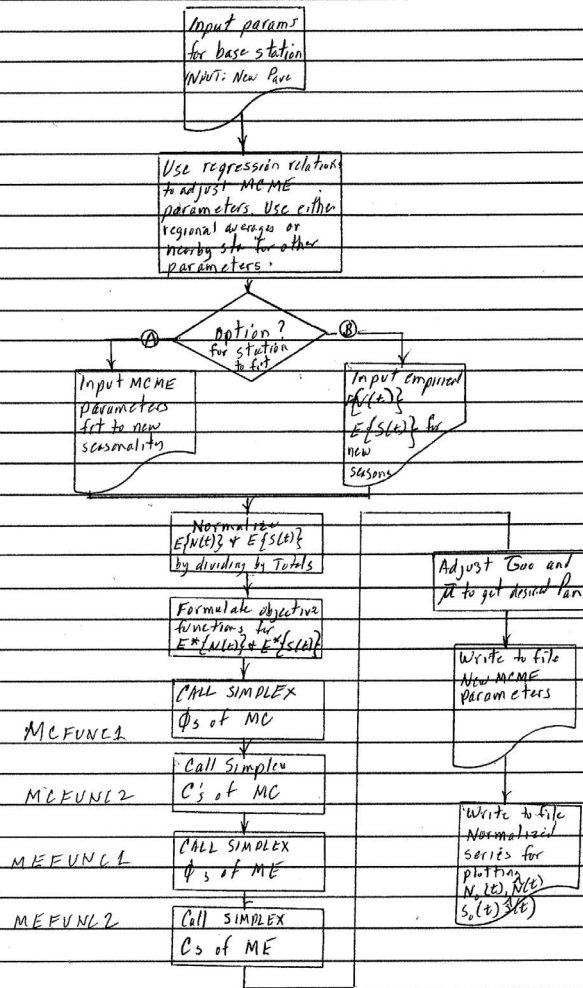 Input params
for base station
INPUT: New Pave
Use regression relations
to adjust MCME
parameters. Use either
regional averages or
nearby sta for other
parameters.
Option?
for station
to fit
A
B
Input MCME
parameters
fit to new
seasonality
Input empirical
E{N(t)}
E{S(t)} for
new
seasons
Normalize
E{N(t)} & E{S(t)}
by dividing by Totals
Formulate objective
functions for
E*{N(t)} & E*{S(t)}
MCFUNC1
CALL SIMPLEX
ϕs of MC
MCFUNC2
Call Simplex
C's of MC
MEFUNC1
CALL SIMPLEX
ϕs of ME
MEFUNC2
Call SIMPLEX
Cs of ME
Adjust and
to get desired Pan
Write to file
New MCME
Parameters
Write to file
Normalized
series for
plotting
N₀(t), N̂(t)
S₀(t) Ŝ(t)